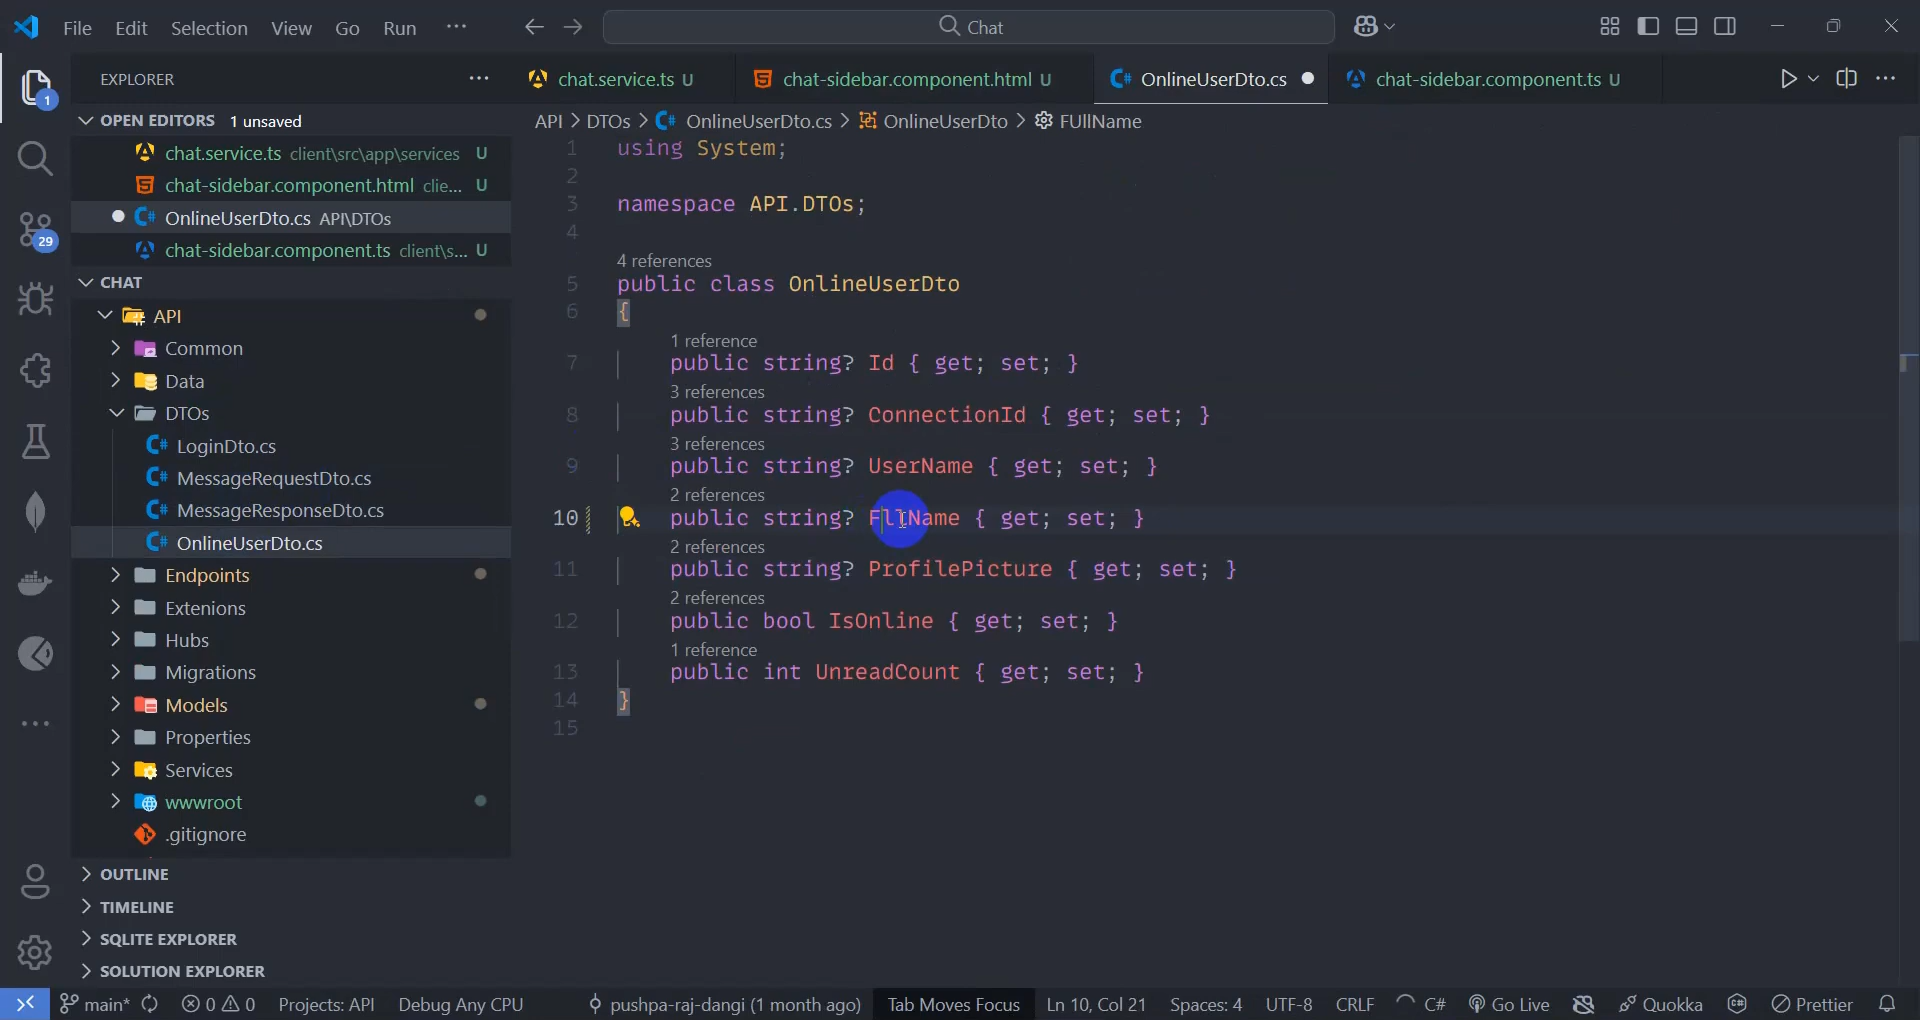 File Edit Selection View Go Run ... Chat
EXPLORER
chat.service.ts U chat-sidebar.component.html U OnlineUserDto.cs chat-sidebar.component.ts U
OPEN EDITORS 1 unsaved
chat.service.ts client\src\app\services U
chat-sidebar.component.html clie... U
OnlineUserDto.cs API\DTOs
chat-sidebar.component.ts client\s... U
CHAT
API
Common
Data
DTOs
LoginDto.cs
MessageRequestDto.cs
MessageResponseDto.cs
OnlineUserDto.cs
Endpoints
Extenions
Hubs
Migrations
Models
Properties
Services
wwwroot
.gitignore
OUTLINE
TIMELINE
SQLITE EXPLORER
SOLUTION EXPLORER
1
29
API > DTOs > OnlineUserDto.cs > OnlineUserDto > FUllName
1 using System;
2
3 namespace API.DTOs;
4
4 references
5 public class OnlineUserDto
6 {
1 reference
7 public string? Id { get; set; }
3 references
8 public string? ConnectionId { get; set; }
3 references
9 public string? UserName { get; set; }
2 references
10 public string? FllName { get; set; }
2 references
11 public string? ProfilePicture { get; set; }
2 references
12 public bool IsOnline { get; set; }
1 reference
13 public int UnreadCount { get; set; }
14 }
15
main* 0 0 Projects: API Debug Any CPU pushpa-raj-dangi (1 month ago) Tab Moves Focus Ln 10, Col 21 Spaces: 4 UTF-8 CRLF C# Go Live Quokka Prettier